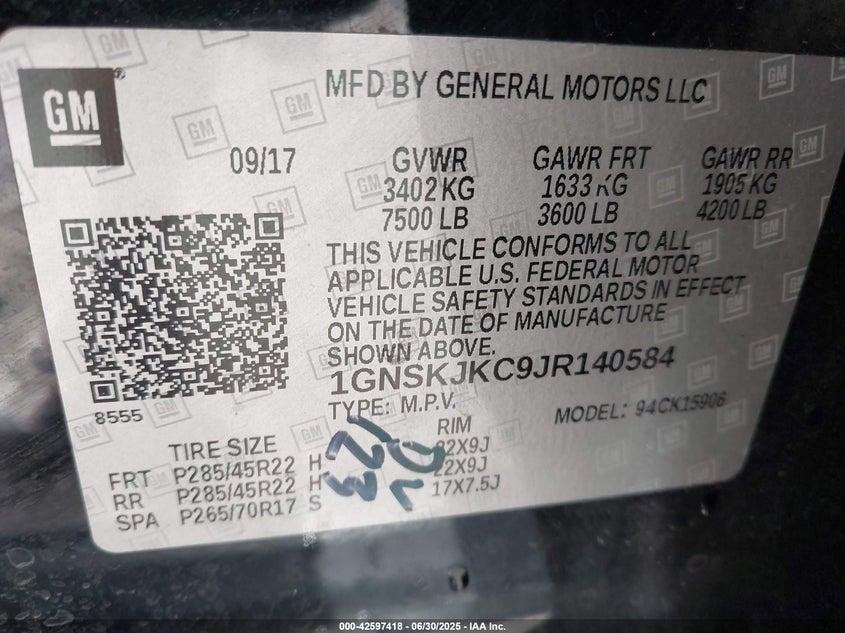 GM
MFD BY GENERAL MOTORS LLC
09/17
GVWR GAWR FRT GAWR RR
3402 KG 1633 KG 1905 KG
7500 LB 3600 LB 4200 LB
THIS VEHICLE CONFORMS TO ALL
APPLICABLE U.S. FEDERAL MOTOR
VEHICLE SAFETY STANDARDS IN EFFECT
ON THE DATE OF MANUFACTURE
SHOWN ABOVE.
1GNSKJKC9JR140584
8555
TYPE: M.P.V. MODEL: 94CK15906
TIRE SIZE RIM
FRT P285/45R22 H 22X9J
RR P285/45R22 H 22X9J
SPA P265/70R17 S 17X7.5J
000-42597418 - 06/30/2025 - IAA Inc.